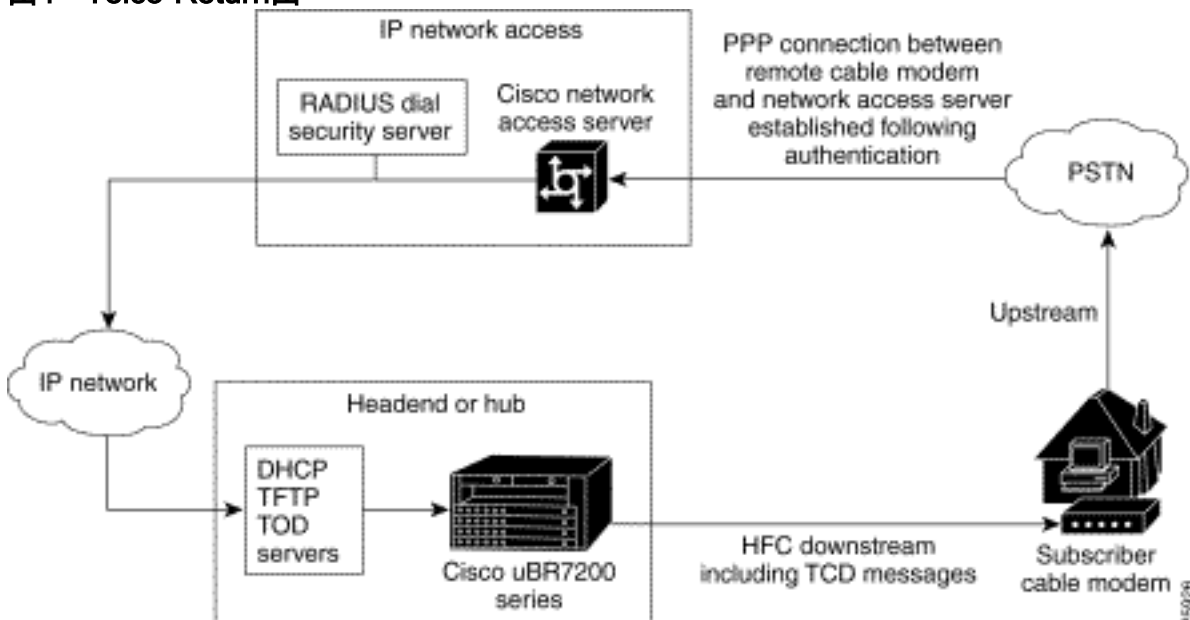 IP network access
RADIUS dial
security server
Cisco network
access server
PPP connection between
remote cable modem
and network access server
established following
authentication
PSTN
Upstream
IP network
Headend or hub
DHCP
TFTP
TOD
servers
Cisco uBR7200
series
HFC downstream
including TCD messages
Subscriber
cable modem